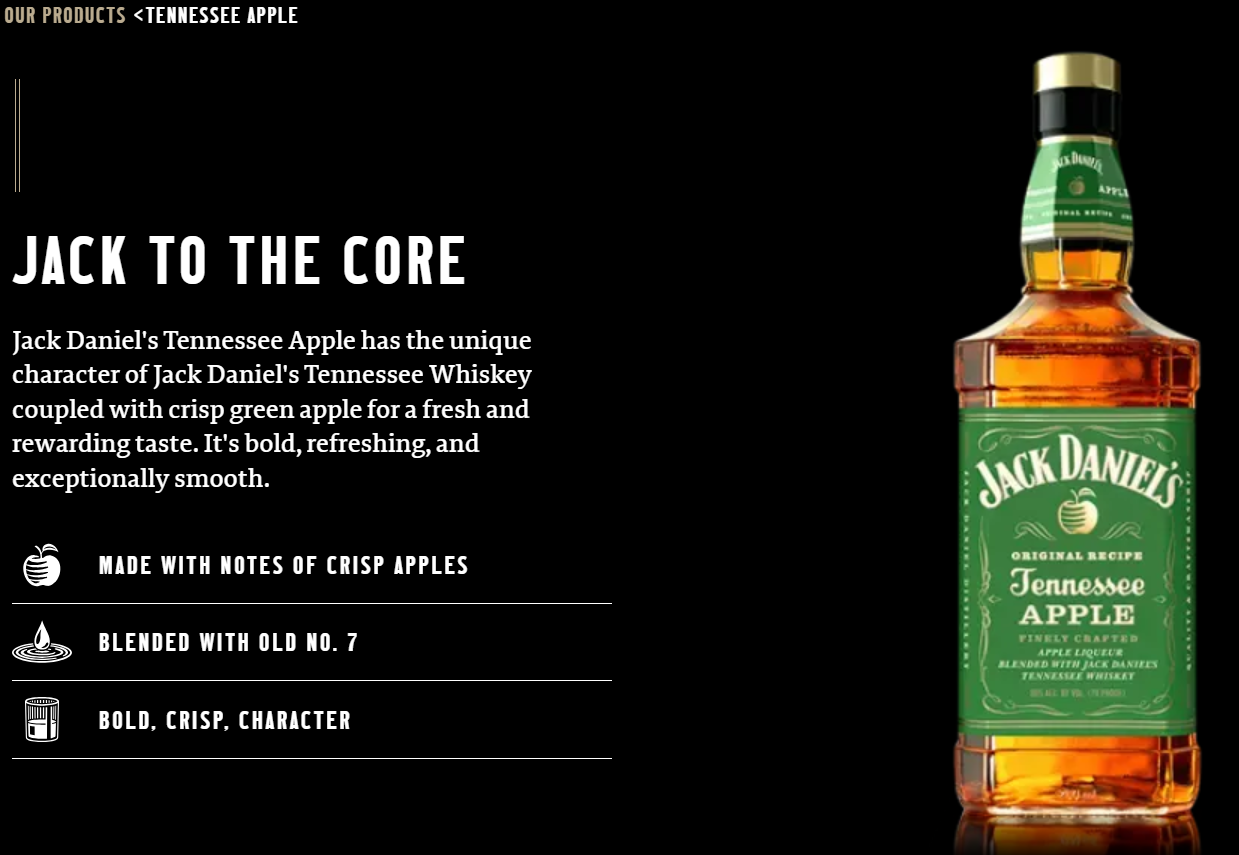 OUR PRODUCTS <TENNESSEE APPLE
JACK TO THE CORE
Jack Daniel's Tennessee Apple has the unique
character of Jack Daniel's Tennessee Whiskey
coupled with crisp green apple for a fresh and
rewarding taste. It's bold, refreshing, and
exceptionally smooth.
MADE WITH NOTES OF CRISP APPLES
BLENDED WITH OLD NO. 7
BOLD, CRISP, CHARACTER
JACK DANIEL'S
APPLE
ORIGINAL RECIPE
JACK DANIEL'S
ORIGINAL RECIPE
Tennessee
APPLE
FINELY CRAFTED
APPLE LIQUEUR
BLENDED WITH JACK DANIEL'S
TENNESSEE WHISKEY